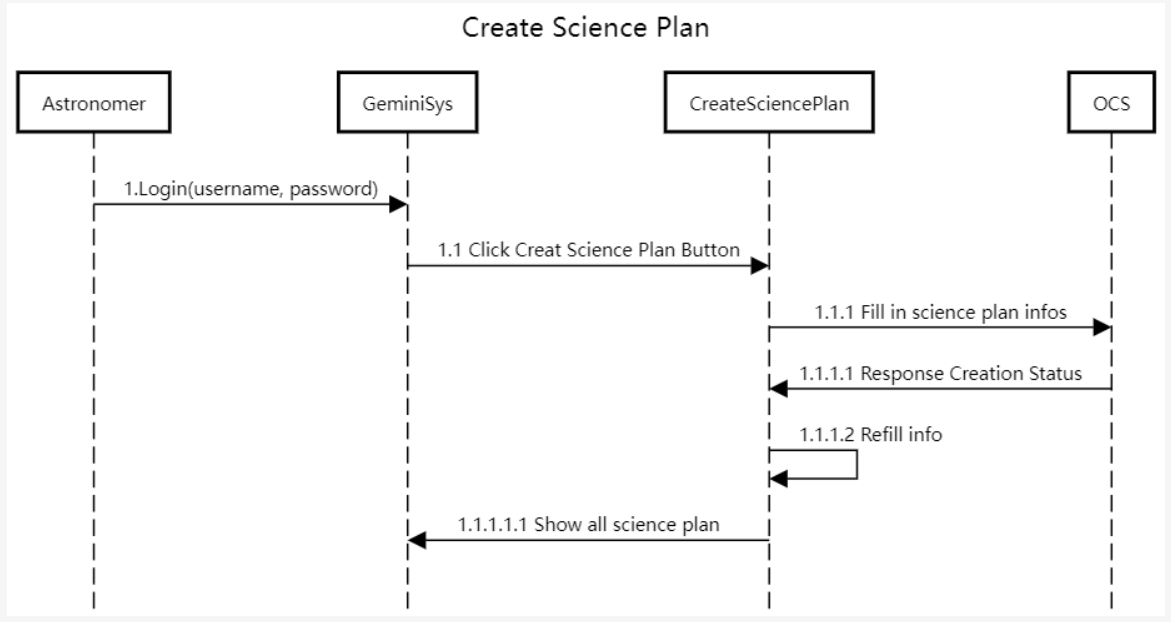 Create Science Plan
Astronomer
GeminiSys
CreateSciencePlan
OCS
1.Login(username, password)
1.1 Click Creat Science Plan Button
1.1.1 Fill in science plan infos
1.1.1.1 Response Creation Status
1.1.1.2 Refill info
1.1.1.1.1 Show all science plan